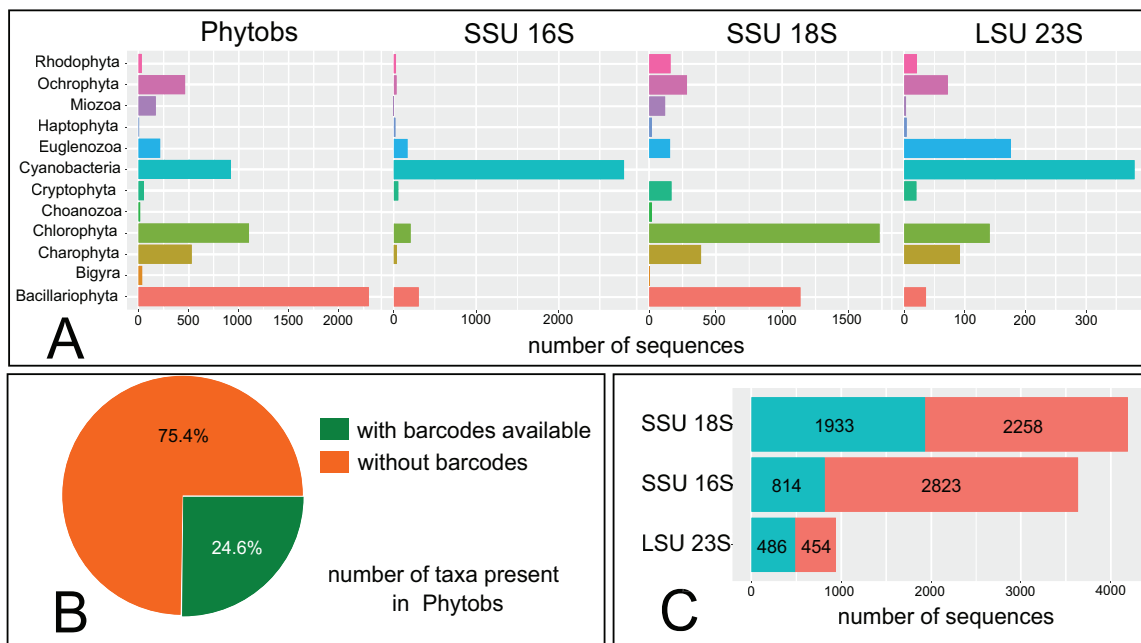 Phytobs SSU 16S SSU 18S LSU 23S
Rhodophyta
Ochrophyta
Miozoa
Haptophyta
Euglenozoa
Cyanobacteria
Cryptophyta
Choanozoa
Chlorophyta
Charophyta
Bigyra
Bacillariophyta
0 500 1000 1500 2000 0 2000 0 500 1000 1500 0 100 200 300
number of sequences
A
75.4%
24.6%
with barcodes available
without barcodes
number of taxa present
in Phytobs
B
SSU 18S 1933 2258
SSU 16S 814 2823
LSU 23S 486 454
0 1000 2000 3000 4000
number of sequences
C